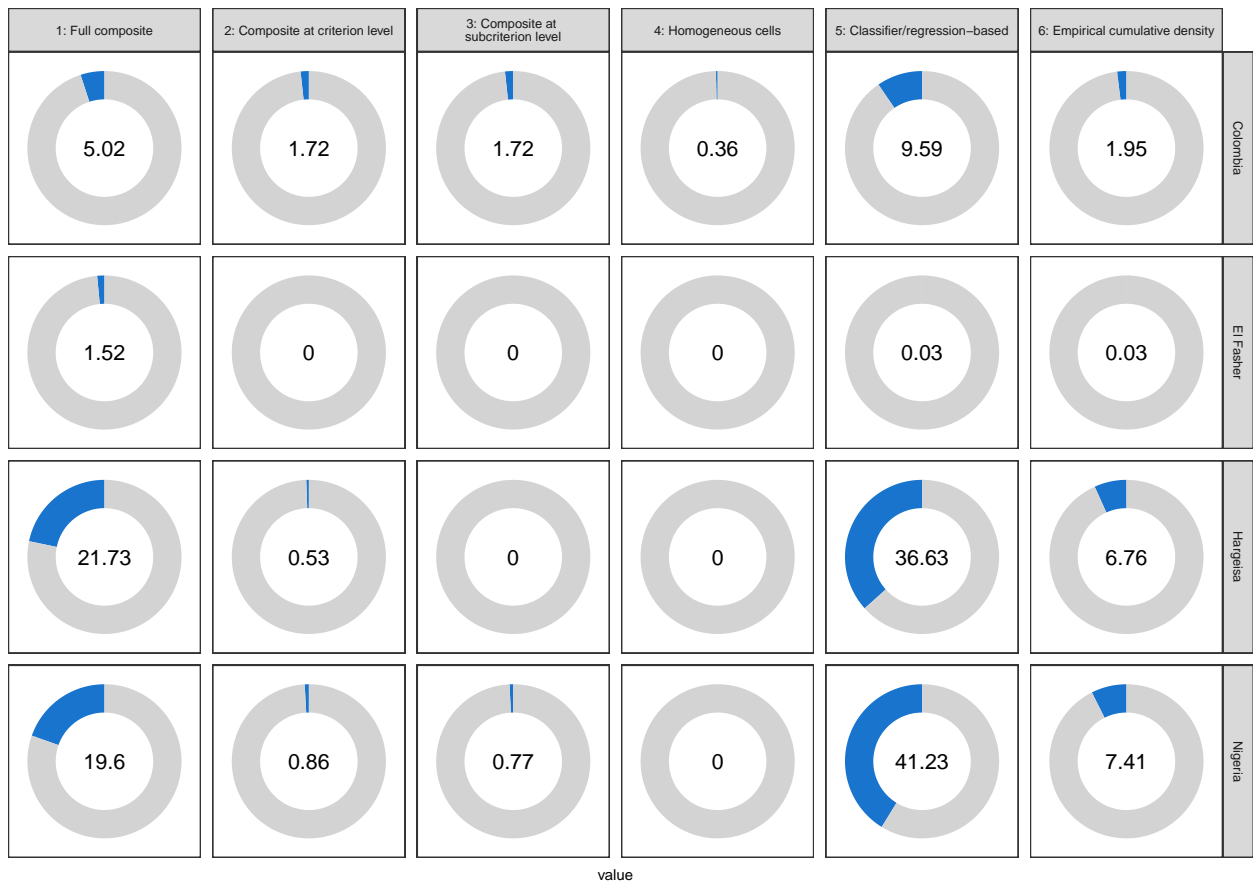 1: Full composite
2: Composite at criterion level
3: Composite at
subcriterion level
4: Homogeneous cells
5: Classifier/regression−based
6: Empirical cumulative density
5.02
1.72
1.72
0.36
9.59
1.95
Colombia
1.52
0
0
0
0.03
0.03
El Fasher
21.73
0.53
0
0
36.63
6.76
Hargeisa
19.6
0.86
0.77
0
41.23
7.41
Nigeria
value